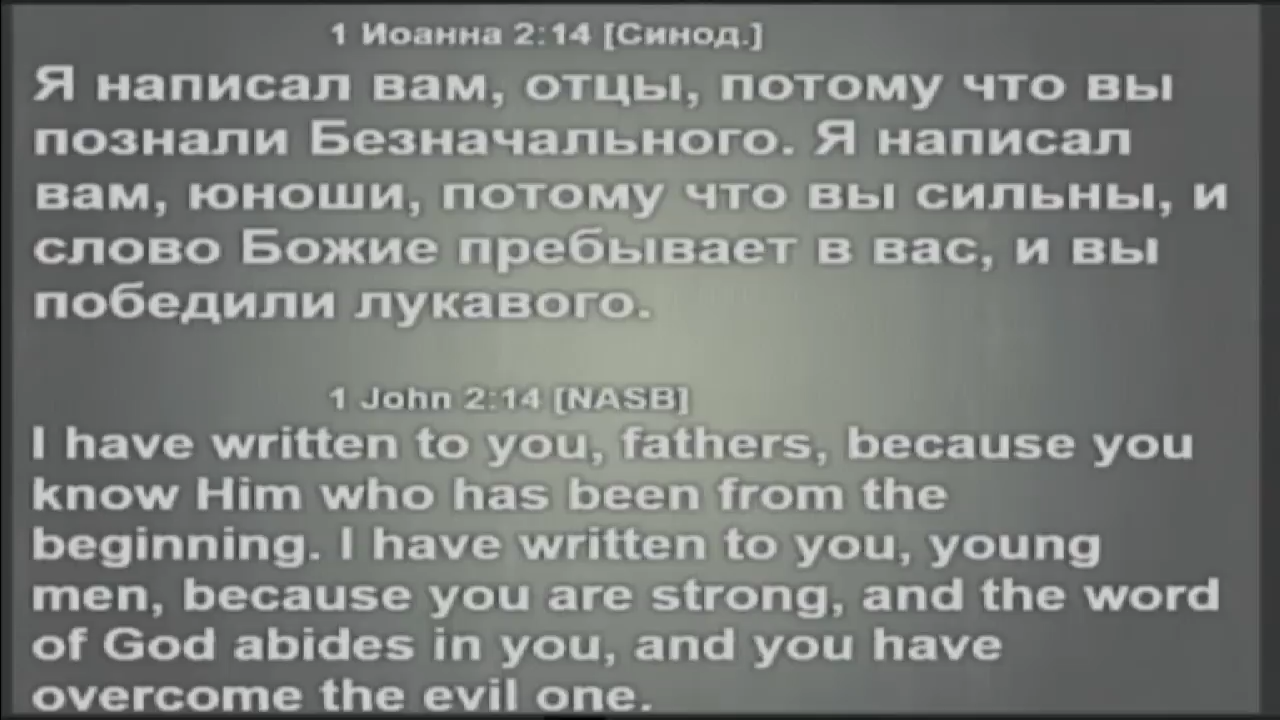 1 Иоанна 2:14 [Синод.]
Я написал вам, отцы, потому что вы
познали Безначального. Я написал
вам, юноши, потому что вы сильны, и
слово Божие пребывает в вас, и вы
победили лукавого.
1 John 2:14 [NASB]
I have written to you, fathers, because you
know Him who has been from the
beginning. I have written to you, young
men, because you are strong, and the word
of God abides in you, and you have
overcome the evil one.